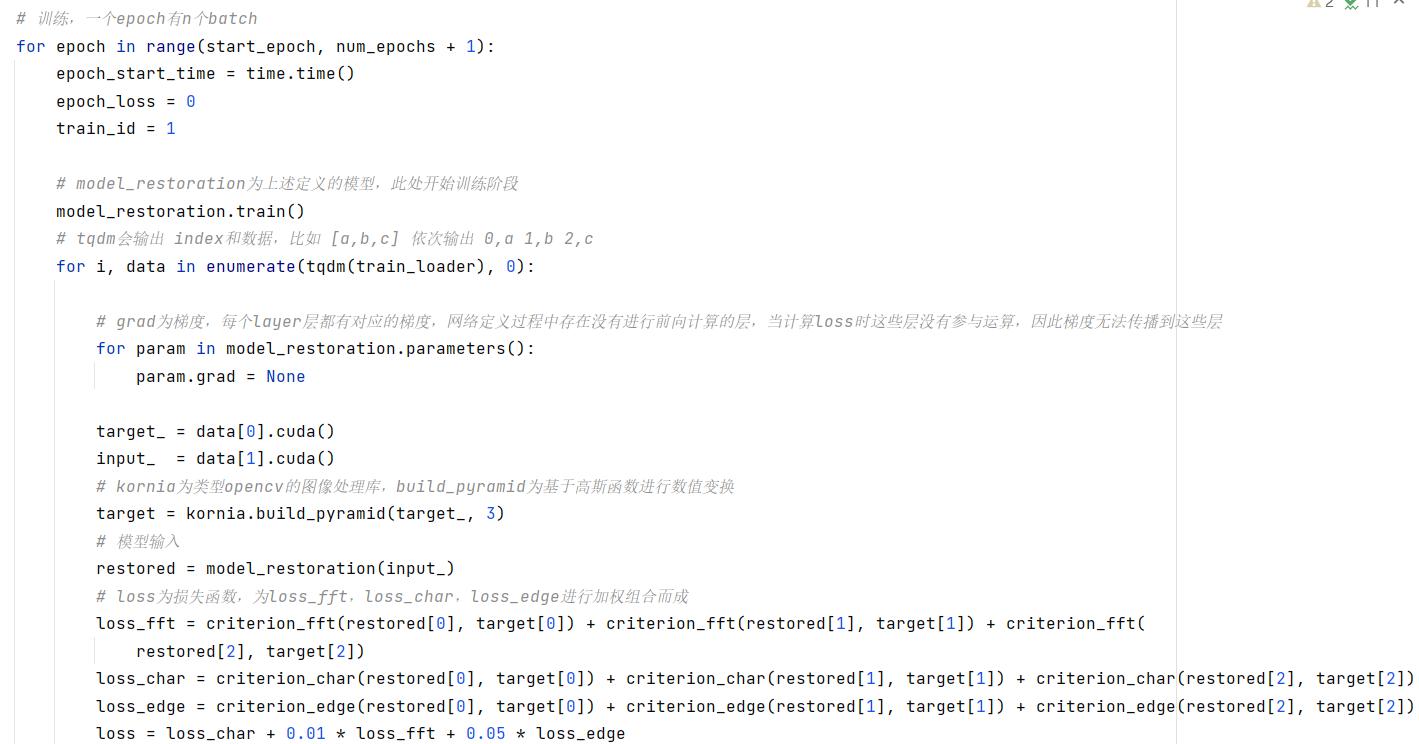 2 11
# 训练，一个epoch有n个batch
for epoch in range(start_epoch, num_epochs + 1):
    epoch_start_time = time.time()
    epoch_loss = 0
    train_id = 1
    # model_restoration为上述定义的模型，此处开始训练阶段
    model_restoration.train()
    # tqdm会输出 index和数据，比如 [a,b,c] 依次输出 0,a 1,b 2,c
    for i, data in enumerate(tqdm(train_loader), 0):
        # grad为梯度，每个layer层都有对应的梯度，网络定义过程中存在没有进行前向计算的层，当计算loss时这些层没有参与运算，因此梯度无法传播到这些层
        for param in model_restoration.parameters():
            param.grad = None
        target_ = data[0].cuda()
        input_  = data[1].cuda()
        # kornia为类型opencv的图像处理库，build_pyramid为基于高斯函数进行数值变换
        target = kornia.build_pyramid(target_, 3)
        # 模型输入
        restored = model_restoration(input_)
        # loss为损失函数，为loss_fft，loss_char，loss_edge进行加权组合而成
        loss_fft = criterion_fft(restored[0], target[0]) + criterion_fft(restored[1], target[1]) + criterion_fft(
            restored[2], target[2])
        loss_char = criterion_char(restored[0], target[0]) + criterion_char(restored[1], target[1]) + criterion_char(restored[2], target[2])
        loss_edge = criterion_edge(restored[0], target[0]) + criterion_edge(restored[1], target[1]) + criterion_edge(restored[2], target[2])
        loss = loss_char + 0.01 * loss_fft + 0.05 * loss_edge